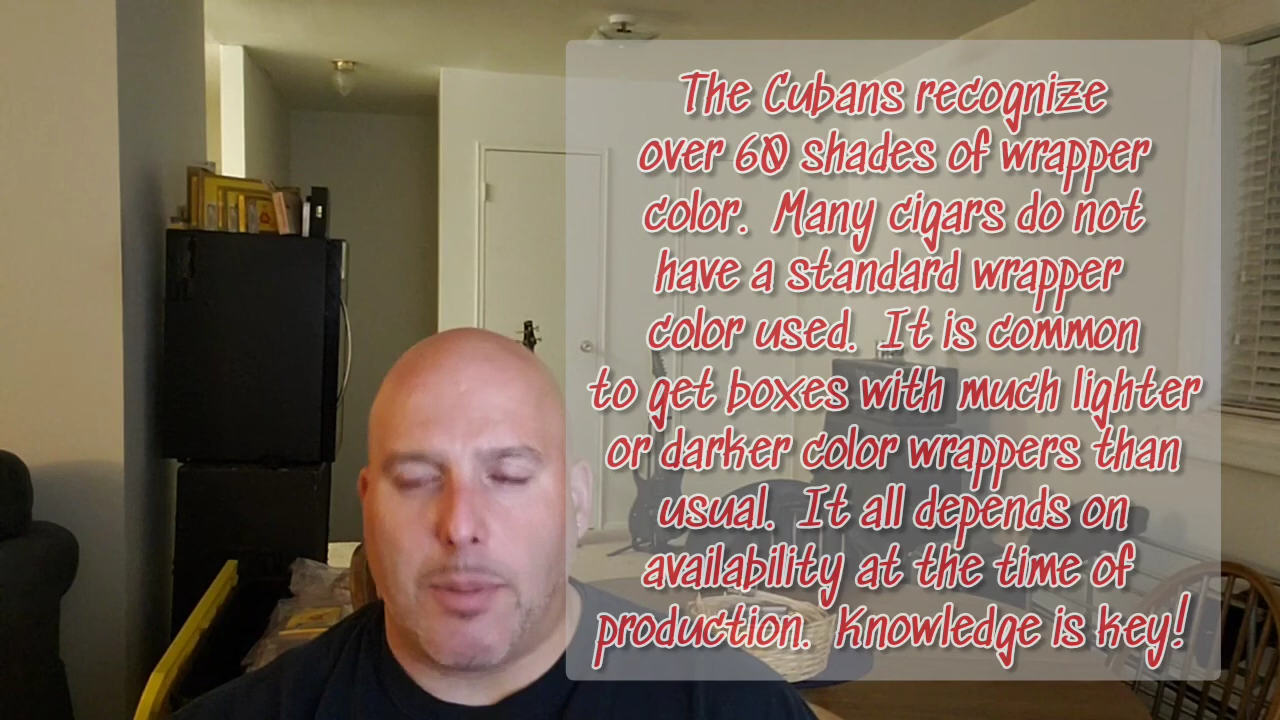 The Cubans recognize
over 60 shades of wrapper
color. Many cigars do not
have a standard wrapper
color used. It is common
to get boxes with much lighter
or darker color wrappers than
usual. It all depends on
availability at the time of
production. Knowledge is key!